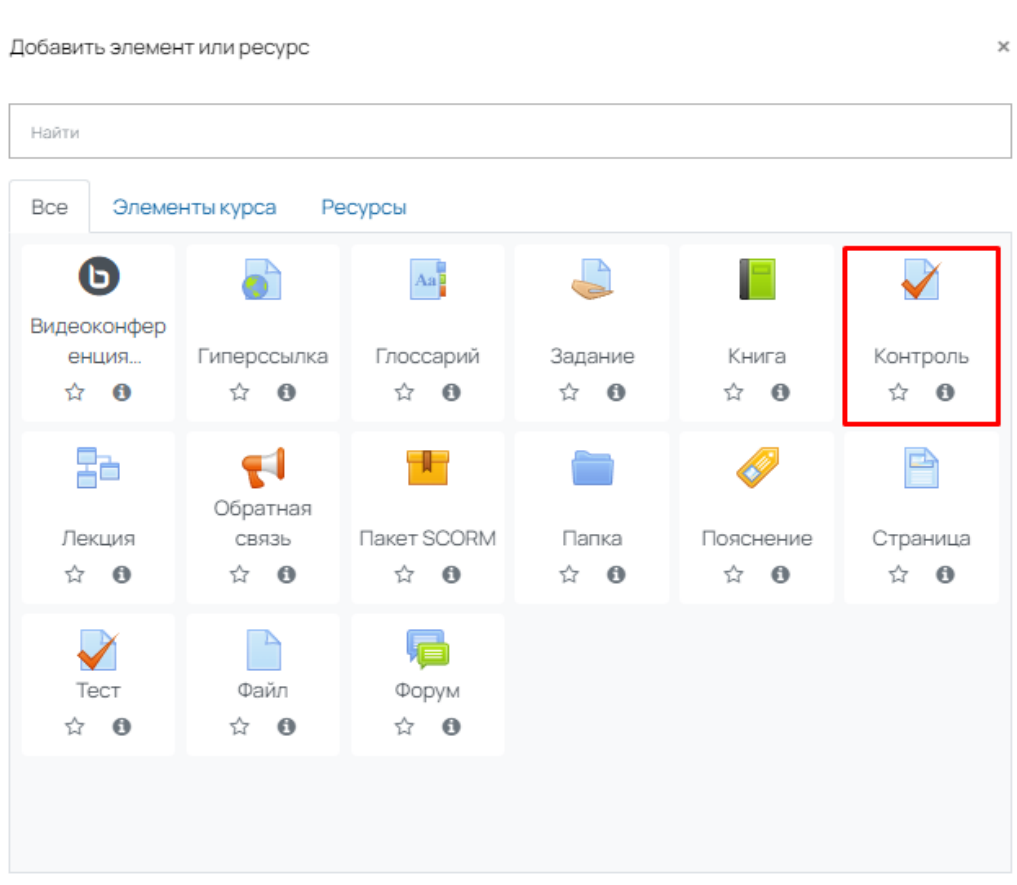 Добавить элемент или ресурс
Найти
Все Элементы курса Ресурсы
Видеоконфер
енция...
Гиперссылка
Глоссарий
Задание
Книга
Контроль
Лекция
Обратная
связь
Пакет SCORM
Папка
Пояснение
Страница
Тест
Файл
Форум